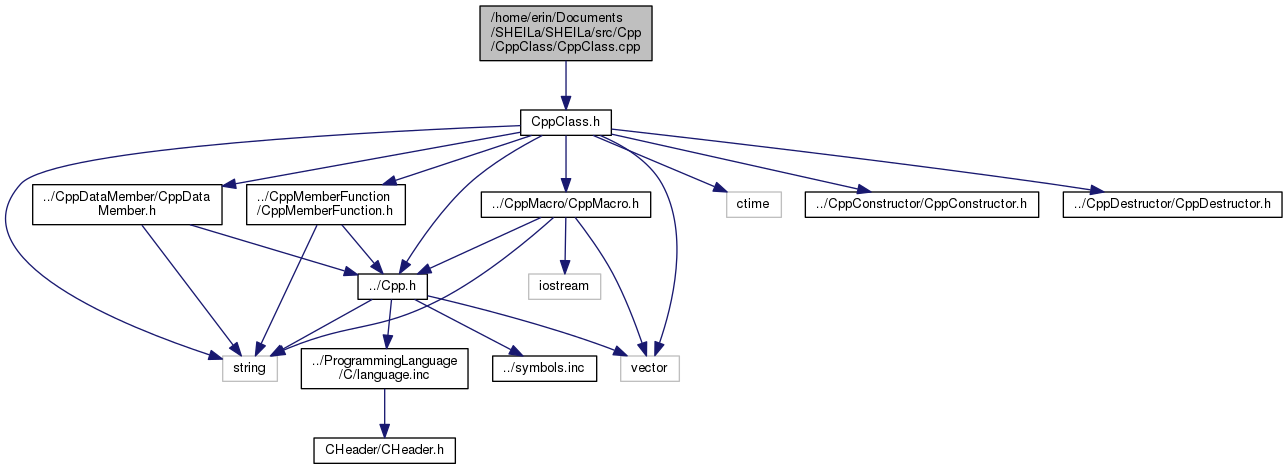 /home/erin/Documents
/SHEILa/SHEILa/src/Cpp
/CppClass/CppClass.cpp
CppClass.h
../CppDataMember/CppData
Member.h
../CppMemberFunction
/CppMemberFunction.h
../CppMacro/CppMacro.h
ctime
../CppConstructor/CppConstructor.h
../CppDestructor/CppDestructor.h
../Cpp.h
iostream
string
../ProgrammingLanguage
/C/language.inc
../symbols.inc
vector
CHeader/CHeader.h